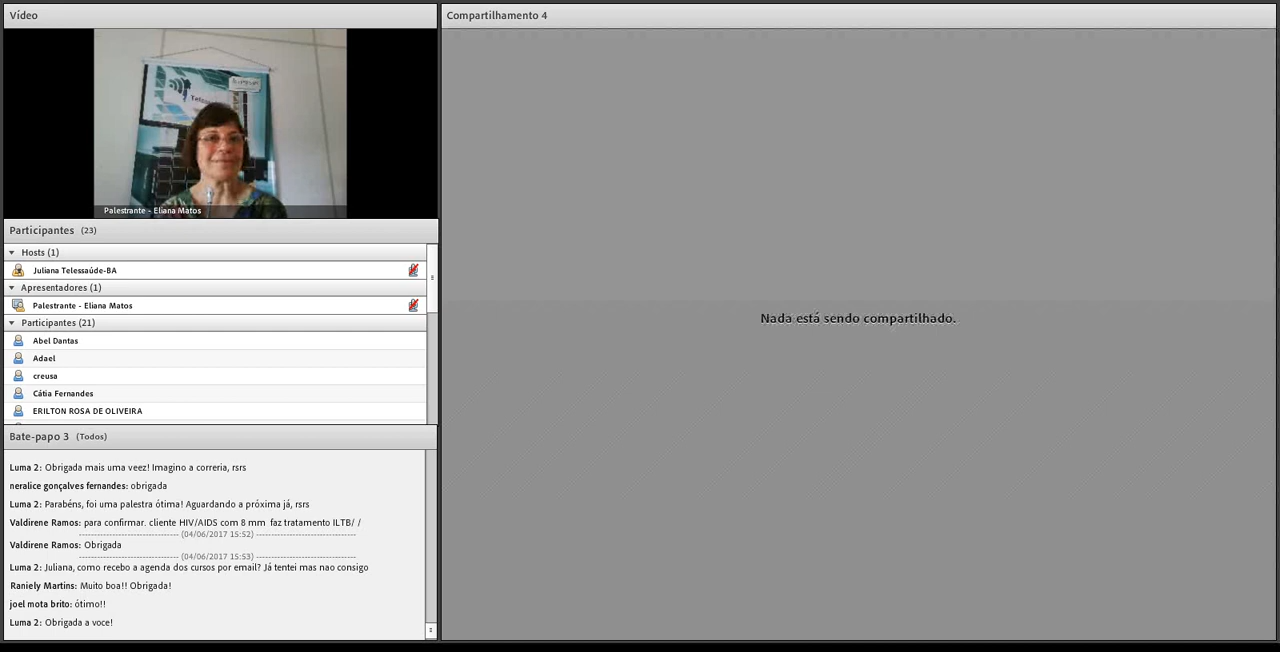 Vídeo
Palestrante - Eliana Matos
Participantes (23)
Hosts (1)
Juliana Telessaúde-BA
Apresentadores (1)
Palestrante - Eliana Matos
Participantes (21)
Abel Dantas
Adael
creusa
Cátia Fernandes
ERILTON ROSA DE OLIVEIRA
Bate-papo 3 (Todos)
Luma 2: Obrigada mais uma veez! Imagino a correria, rsrs
neralice gonçalves fernandes: obrigada
Luma 2: Parabéns, foi uma palestra ótima! Aguardando a próxima já, rsrs
Valdirene Ramos: para confirmar. cliente HIV/AIDS com 8 mm faz tratamento ILTB/ /
------------------------------- (04/06/2017 15:52) -------------------------------
Valdirene Ramos: Obrigada
------------------------------- (04/06/2017 15:53) -------------------------------
Luma 2: Juliana, como recebo a agenda dos cursos por email? Já tentei mas nao consigo
Raniely Martins: Muito boa!! Obrigada!
joel mota brito: ótimo!!
Luma 2: Obrigada a voce!
Compartilhamento 4
Nada está sendo compartilhado.